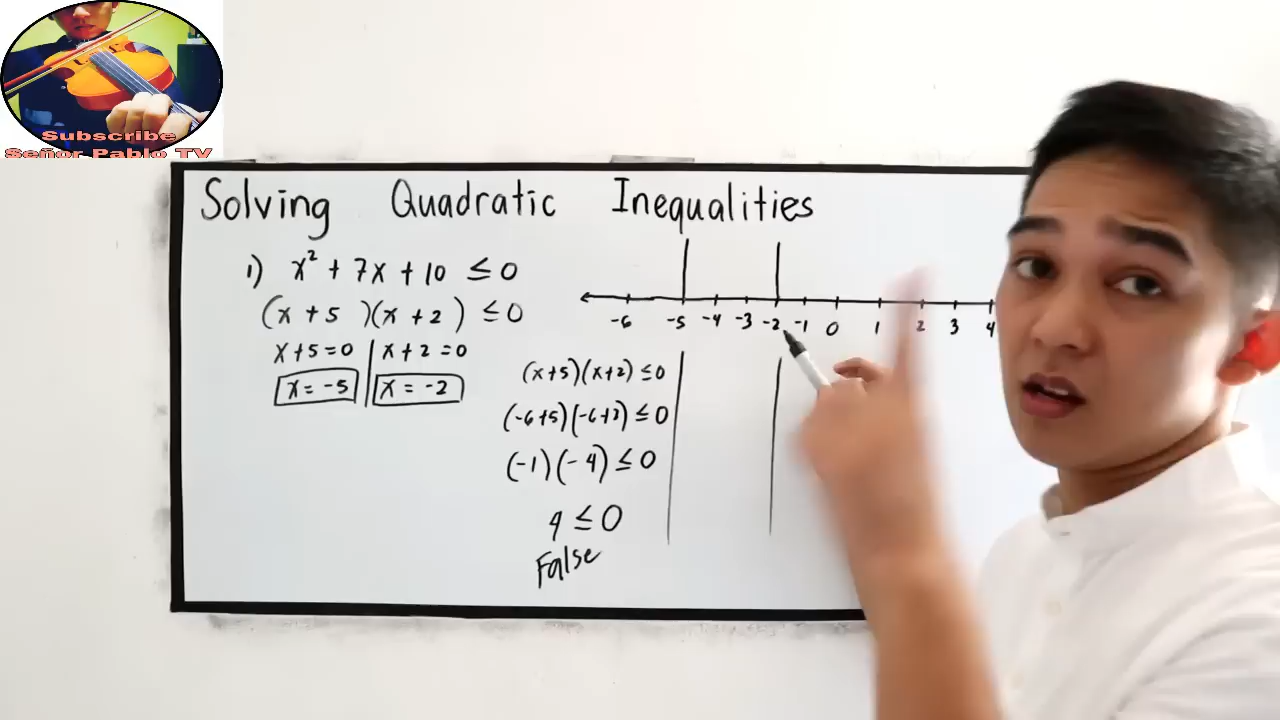 Subscribe
Señor Pablo TV
Solving Quadratic Inequalities
1) x² + 7x + 10 ≤ 0
(x + 5 )(x + 2 ) ≤ 0
x + 5 = 0 | x + 2 = 0
x = -5 | x = -2
-6 -5 -4 -3 -2 -1 0 1 2 3 4
(x+5)(x+2) ≤ 0
(-6+5)(-6+2) ≤ 0
(-1)(-4) ≤ 0
4 ≤ 0
False